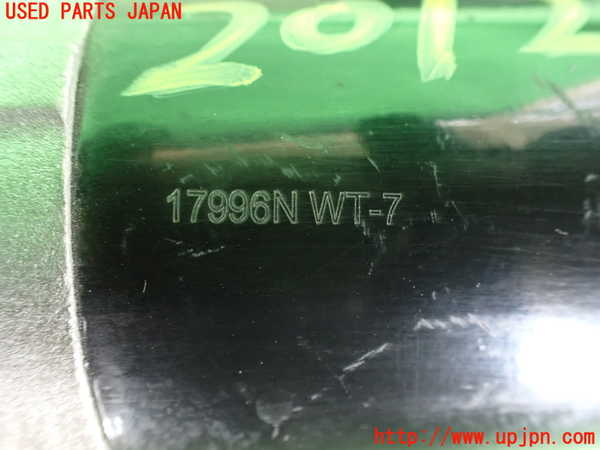 USED PARTS JAPAN
2012
17996N WT-7
http://www.upjpn.com/